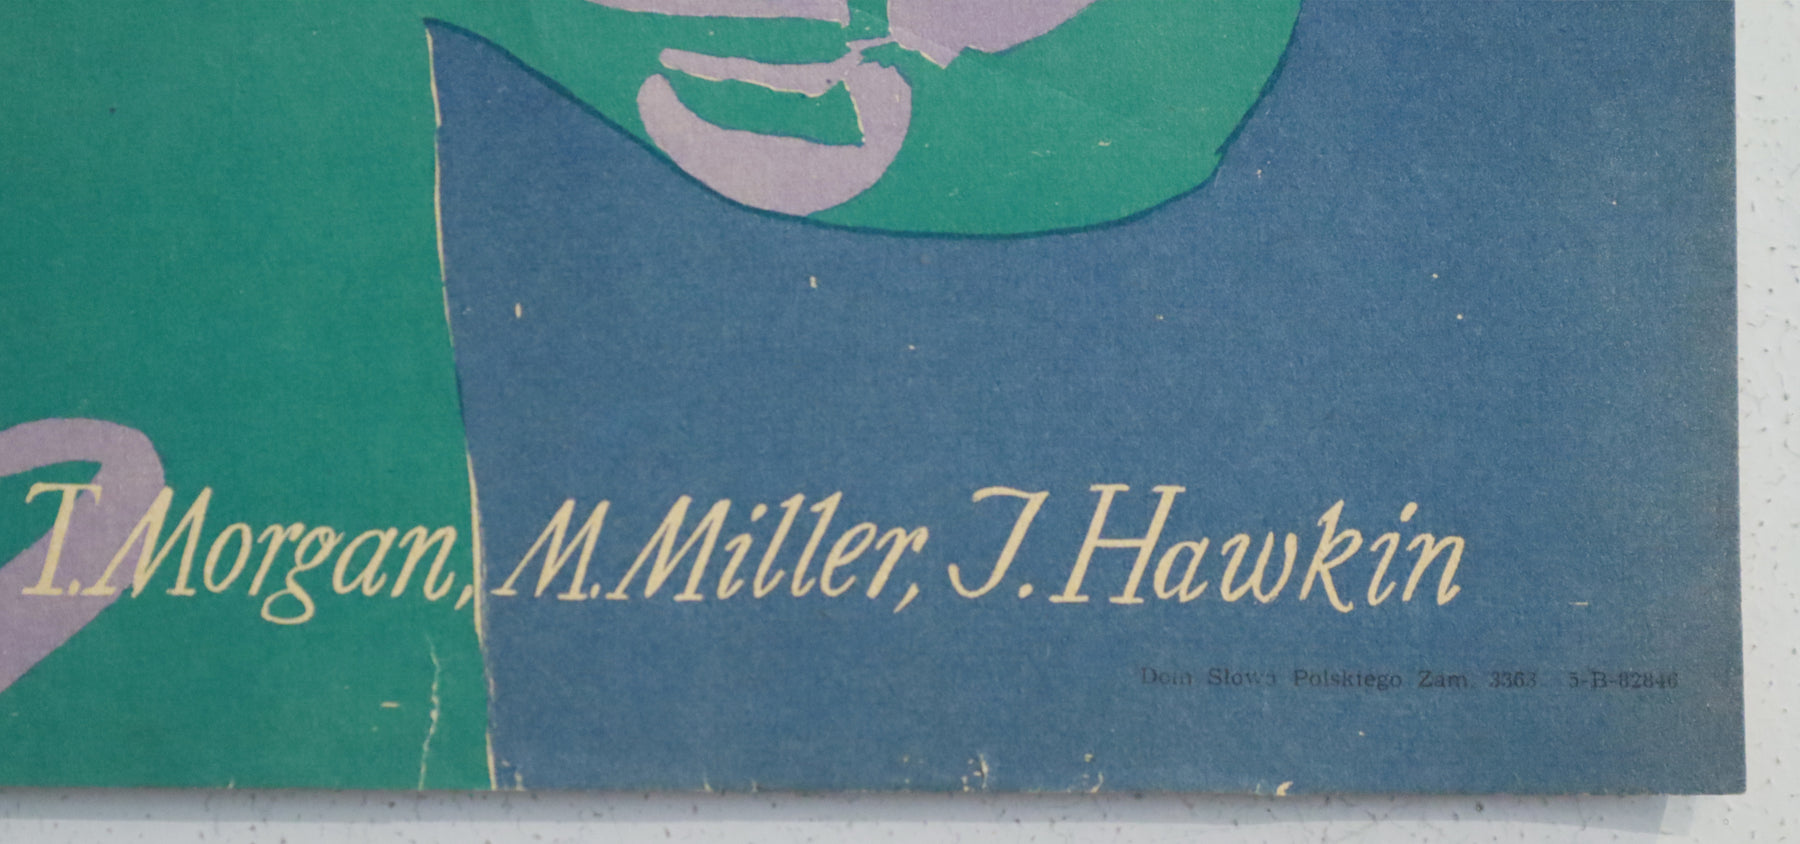 T. Morgan, M. Miller, J. Hawkin
Dom Słowa Polskiego Zam. 3363 5-B-82846